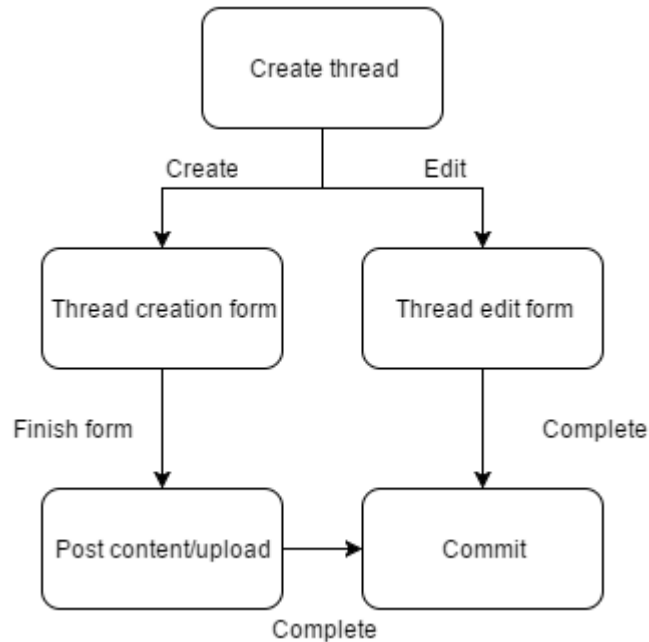 Create thread
Create
Edit
Thread creation form
Thread edit form
Finish form
Complete
Post content/upload
Commit
Complete